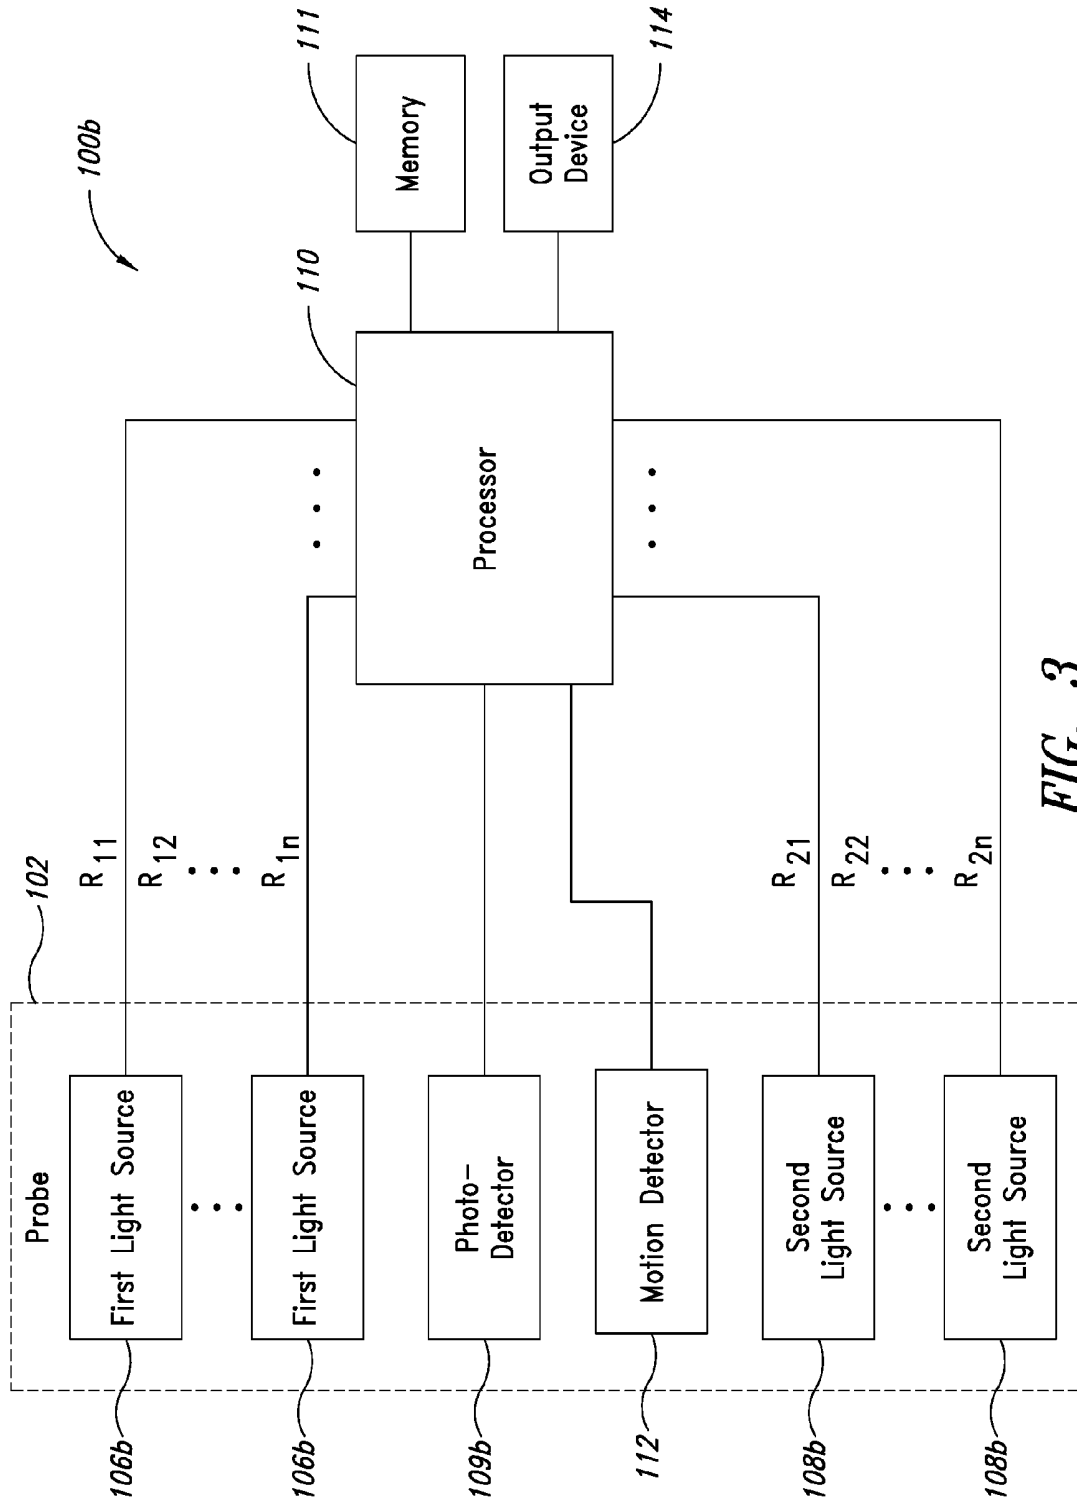 100b
102
Probe
106b
First Light Source
R11
R12
106b
First Light Source
R1n
110
Processor
111
Memory
109b
Photo-
Detector
114
Output
Device
112
Motion Detector
108b
Second
Light Source
R21
R22
108b
Second
Light Source
R2n
FIG. 3